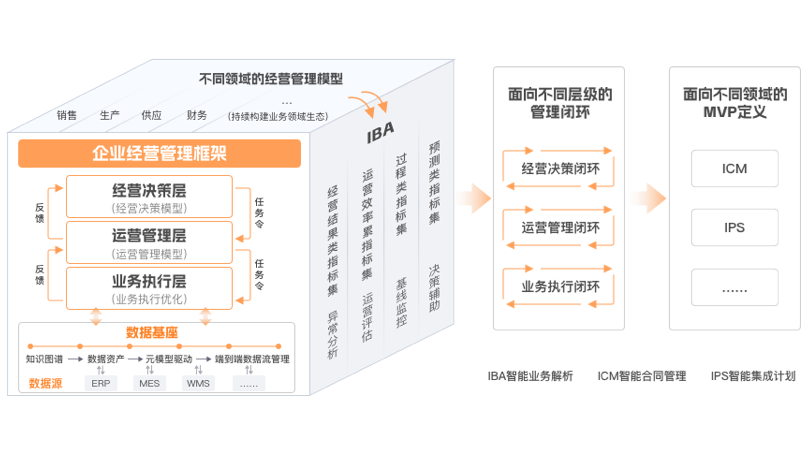 不同领域的经营管理模型
销售 生产 供应 财务 ...
(持续构建业务领域生态)
企业经营管理框架
经营决策层
(经营决策模型)
运营管理层
(运营管理模型)
业务执行层
(业务执行优化)
反馈
反馈
任务令
任务令
数据基座
知识图谱 数据资产 元模型驱动 端到端数据流管理
数据源 ERP MES WMS ......
IBA
经营结果类指标集 异常分析
运营效率累指标集 运营评估
过程类指标集 基线监控
预测类指标集 决策辅助
面向不同层级的
管理闭环
经营决策闭环
运营管理闭环
业务执行闭环
面向不同领域的
MVP定义
ICM
IPS
......
IBA智能业务解析 ICM智能合同管理 IPS智能集成计划